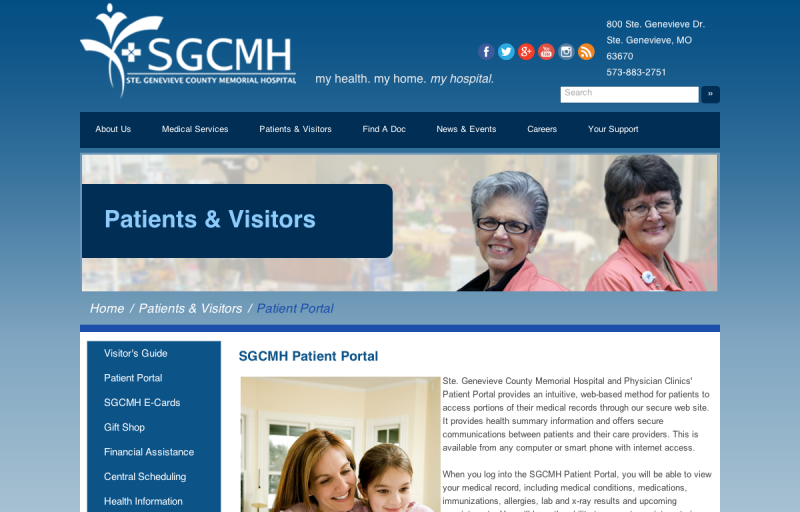 SGCMH
STE. GENEVIEVE COUNTY MEMORIAL HOSPITAL
my health. my home. my hospital.
800 Ste. Genevieve Dr.
Ste. Genevieve, MO
63670
573-883-2751
Search
»
About Us
Medical Services
Patients & Visitors
Find A Doc
News & Events
Careers
Your Support
Patients & Visitors
Home / Patients & Visitors / Patient Portal
Visitor's Guide
Patient Portal
SGCMH E-Cards
Gift Shop
Financial Assistance
Central Scheduling
Health Information
SGCMH Patient Portal
Ste. Genevieve County Memorial Hospital and Physician Clinics'
Patient Portal provides an intuitive, web-based method for patients to
access portions of their medical records through our secure web site.
It provides health summary information and offers secure
communications between patients and their care providers. This is
available from any computer or smart phone with internet access.
When you log into the SGCMH Patient Portal, you will be able to view
your medical record, including medical conditions, medications,
immunizations, allergies, lab and x-ray results and upcoming